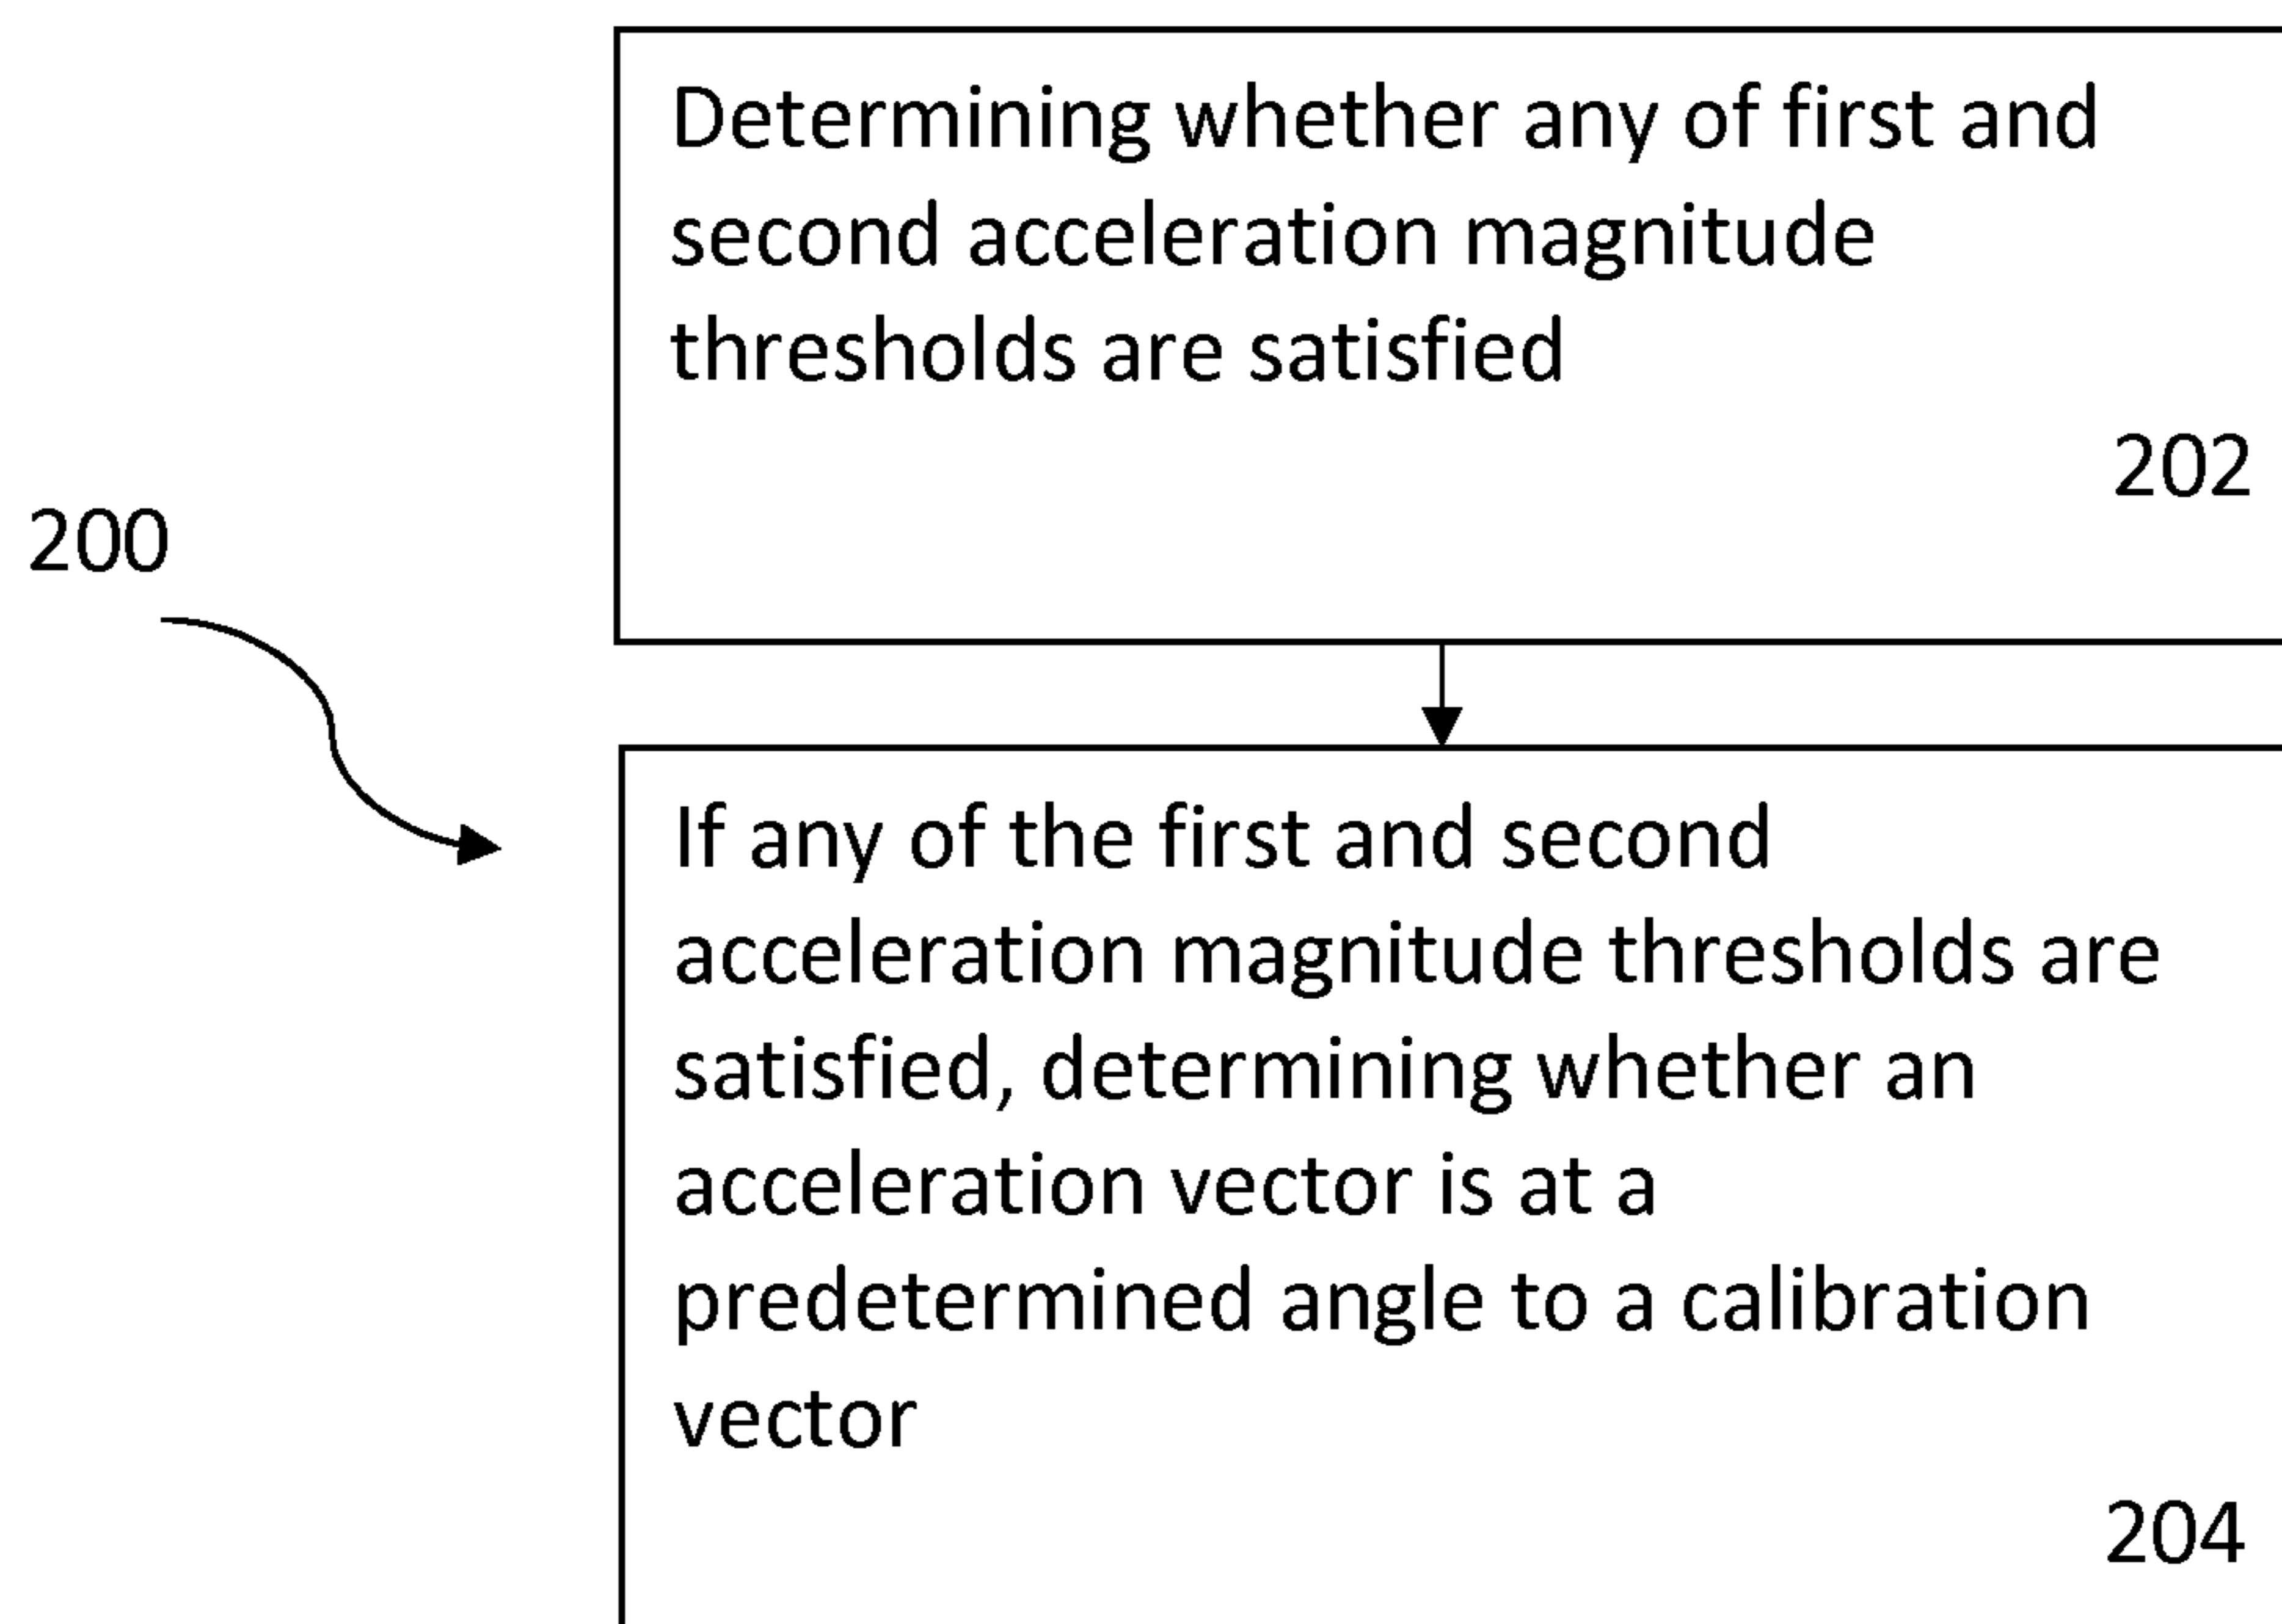 Determining whether any of first and
second acceleration magnitude
thresholds are satisfied
202
200
If any of the first and second
acceleration magnitude thresholds are
satisfied, determining whether an
acceleration vector is at a
predetermined angle to a calibration
vector
204